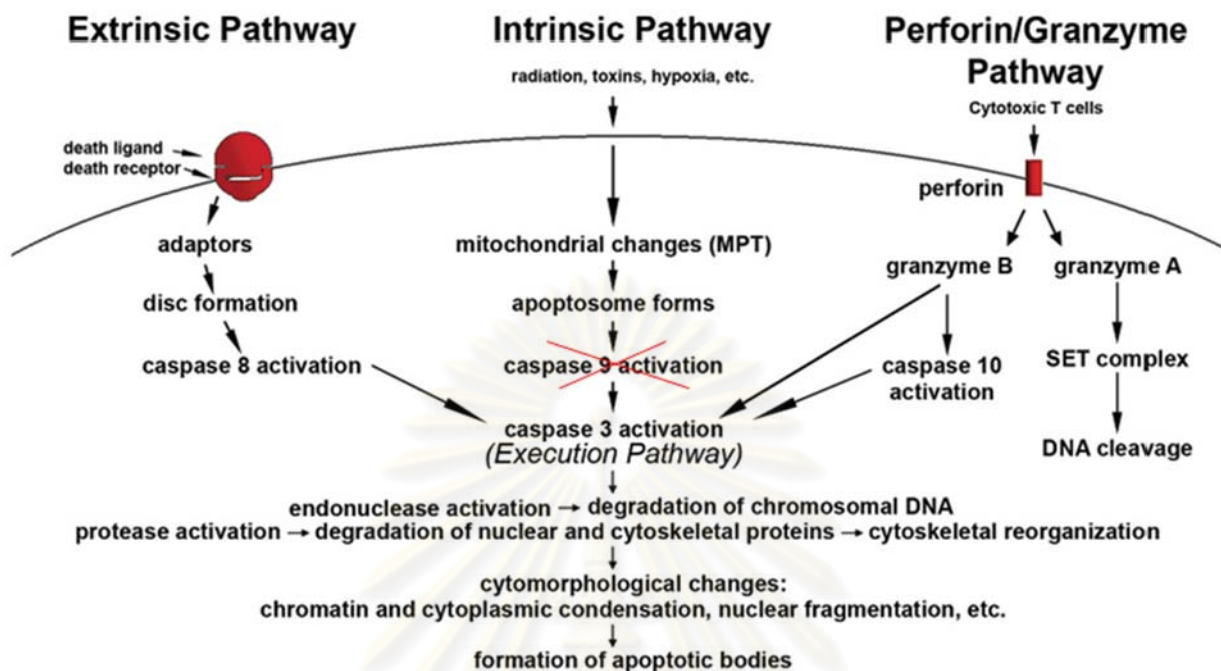 Extrinsic Pathway
Intrinsic Pathway
Perforin/Granzyme
Pathway
radiation, toxins, hypoxia, etc.
Cytotoxic T cells
death ligand
death receptor
perforin
adaptors
mitochondrial changes (MPT)
granzyme B
granzyme A
disc formation
apoptosome forms
caspase 8 activation
caspase 9 activation
caspase 10
activation
SET complex
caspase 3 activation
(Execution Pathway)
DNA cleavage
endonuclease activation → degradation of chromosomal DNA
protease activation → degradation of nuclear and cytoskeletal proteins → cytoskeletal reorganization
cytomorphological changes:
chromatin and cytoplasmic condensation, nuclear fragmentation, etc.
formation of apoptotic bodies